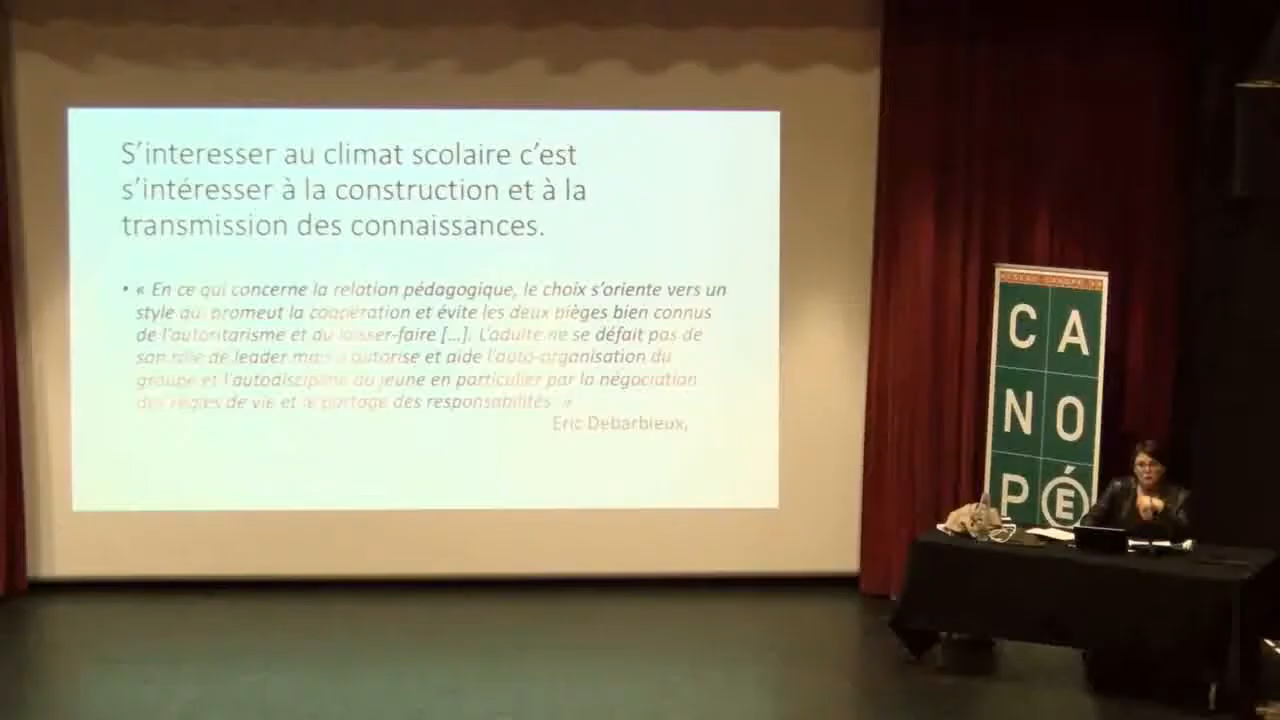 S'interesser au climat scolaire c'est
s'intéresser à la construction et à la
transmission des connaissances.
• « En ce qui concerne la relation pédagogique, le choix s'oriente vers un
style qui promeut la coopération et évite les deux pièges bien connus
de l'autoritarisme et du laisser-faire [...]. L'adulte ne se défait pas de
son rôle de leader mais autorise et aide l'auto-organisation du
groupe et l'autodiscipline du jeune en particulier par la négociation
des règles de vie et le partage des responsabilités. »
Eric Debarbieux,
CA
NO
PÉ